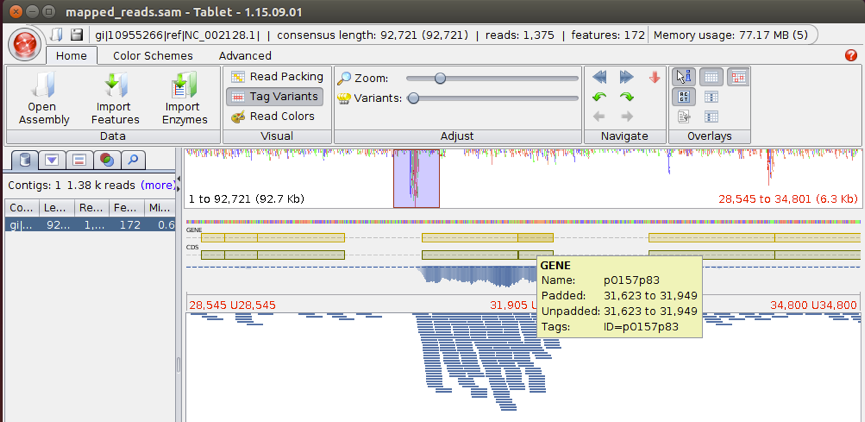 mapped_reads.sam - Tablet - 1.15.09.01
gi|10955266|ref|NC_002128.1| | consensus length: 92,721 (92,721) | reads: 1,375 | features: 172 Memory usage: 77.17 MB (5)
Home Color Schemes Advanced
Open Assembly
Import Features
Import Enzymes
Data
Read Packing
Tag Variants
Read Colors
Visual
Zoom:
Variants:
Adjust
Navigate
Overlays
Contigs: 1 1.38 k reads (more)
Co... Le... Re... Fe... Mi...
gi|... 92... 1,... 172 0.6
1 to 92,721 (92.7 Kb) 28,545 to 34,801 (6.3 Kb)
GENE
CDS
GENE
Name: p0157p83
Padded: 31,623 to 31,949
Unpadded: 31,623 to 31,949
Tags: ID=p0157p83
28,545 U28,545 31,905 34,800 U34,800